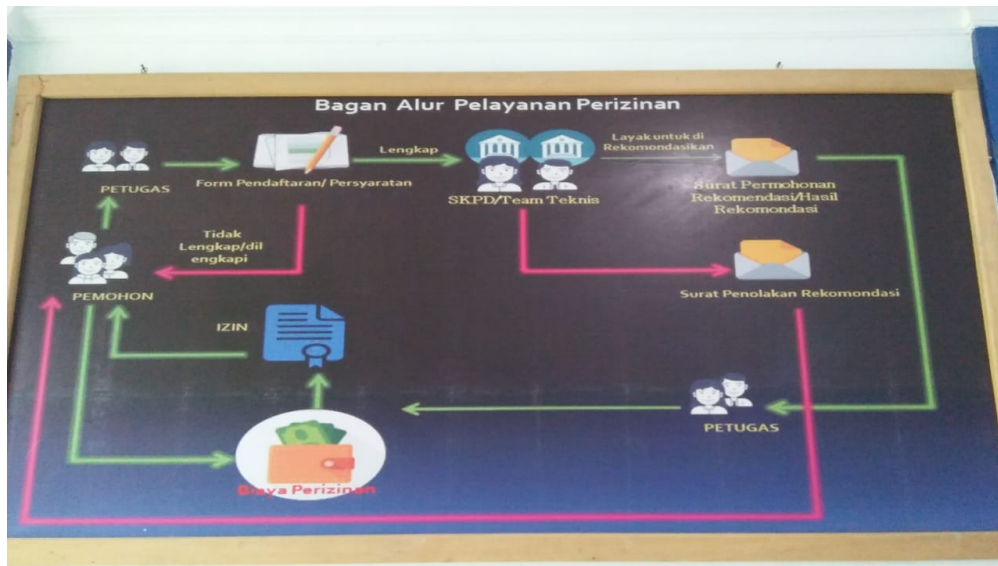 Bagan Alur Pelayanan Perizinan
PETUGAS
Form Pendaftaran/ Persyaratan
Lengkap
SKPD/Team Teknis
Layak untuk di
Rekomondasikan
Surat Permohonan
Rekomendasi/Hasil
Rekomondasi
Tidak
Lengkap/dil
engkapi
PEMOHON
Surat Penolakan Rekomondasi
IZIN
PETUGAS
Biaya Perizinan